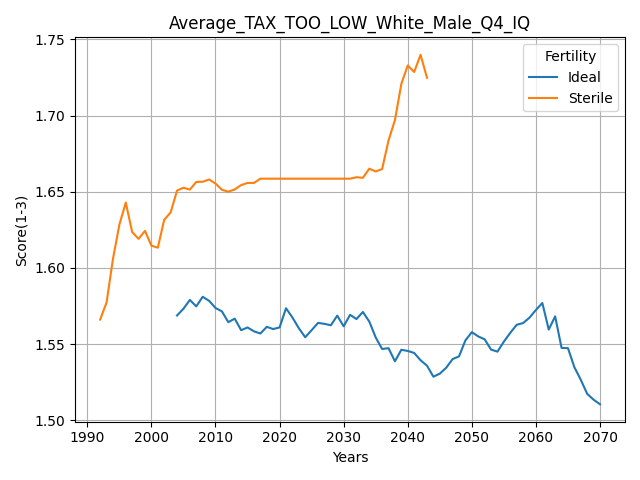 Average_TAX_TOO_LOW_White_Male_Q4_IQ
Fertility
Ideal
Sterile
Score(1-3)
1.75
1.70
1.65
1.60
1.55
1.50
1990 2000 2010 2020 2030 2040 2050 2060 2070
Years